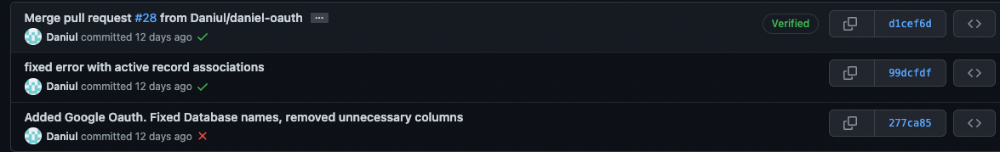 Merge pull request #28 from Daniul/daniel-oauth ...
Verified
d1cef6d
Daniul committed 12 days ago
fixed error with active record associations
99dcfdf
Daniul committed 12 days ago
Added Google Oauth. Fixed Database names, removed unnecessary columns
277ca85
Daniul committed 12 days ago